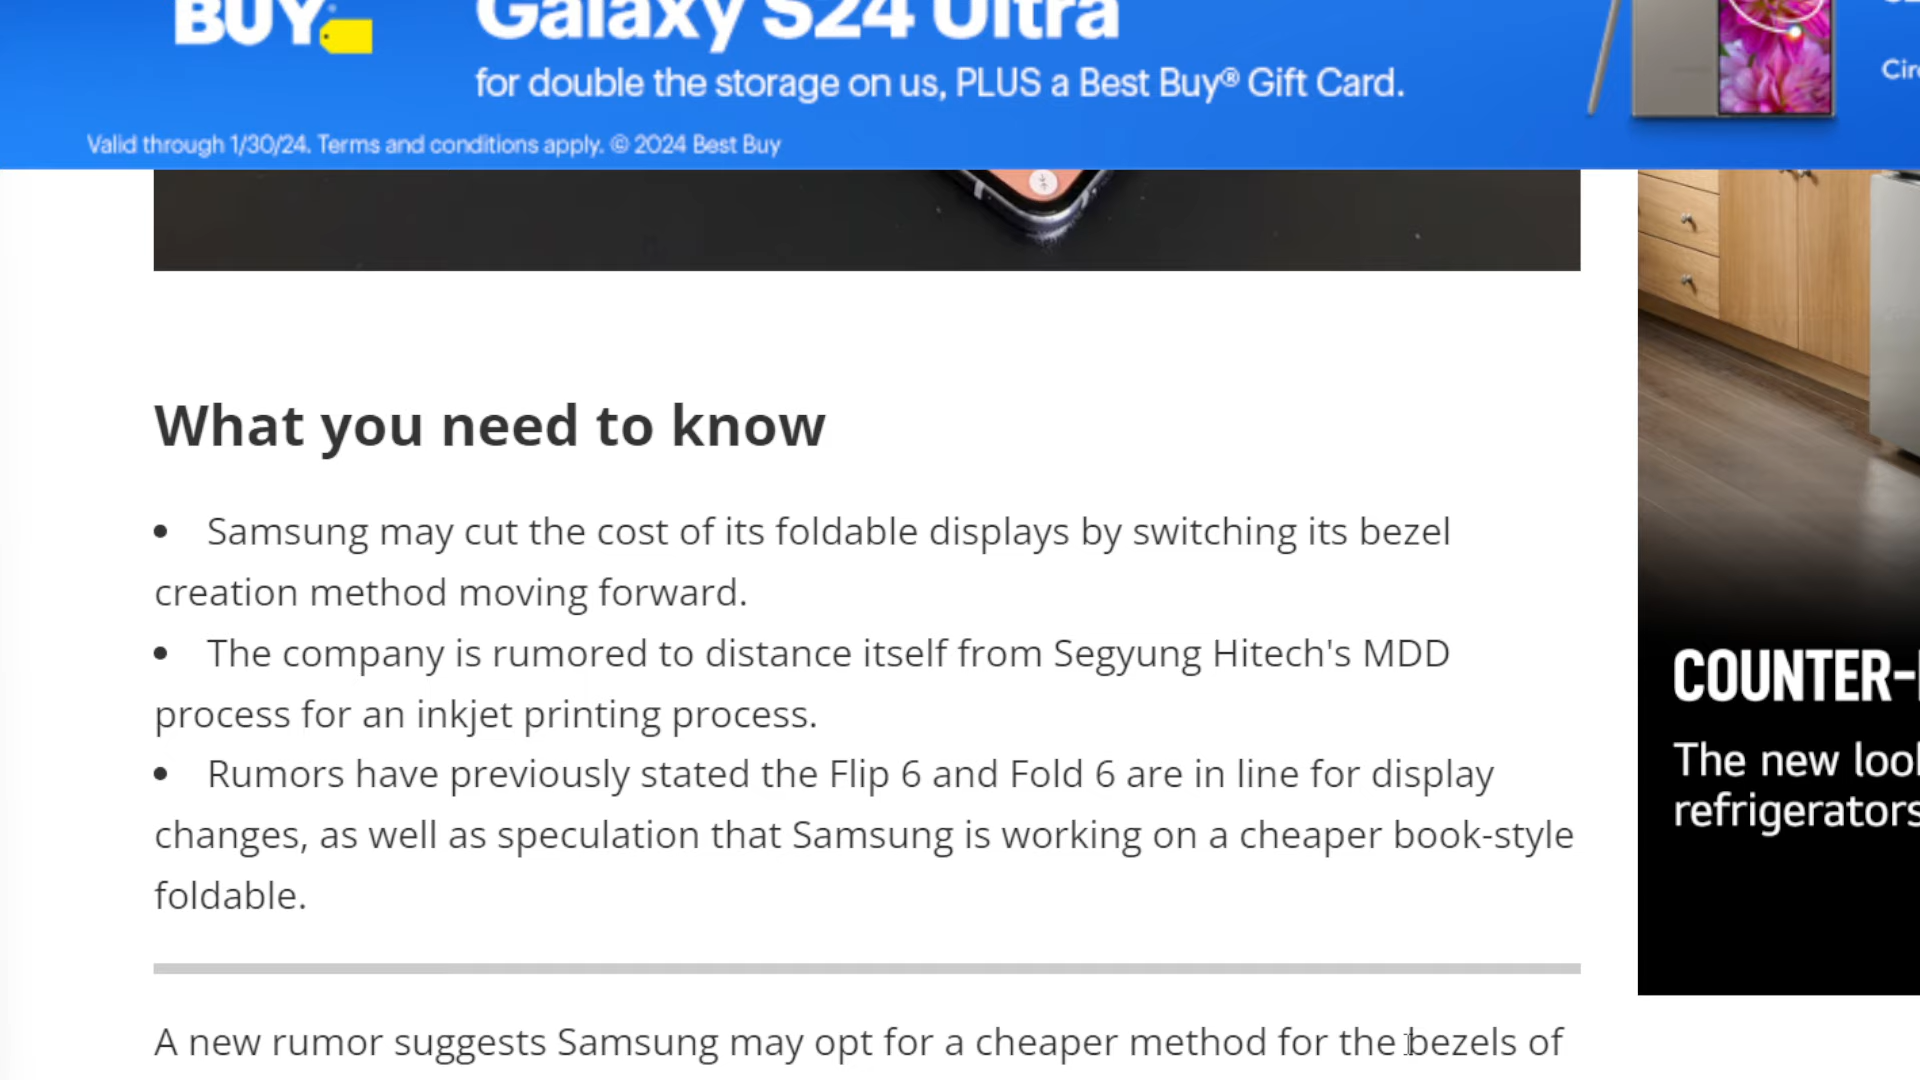 BUY
Galaxy S24 Ultra
for double the storage on us, PLUS a Best Buy® Gift Card.
Valid through 1/30/24. Terms and conditions apply. © 2024 Best Buy
What you need to know
• Samsung may cut the cost of its foldable displays by switching its bezel
creation method moving forward.
• The company is rumored to distance itself from Segyung Hitech's MDD
process for an inkjet printing process.
• Rumors have previously stated the Flip 6 and Fold 6 are in line for display
changes, as well as speculation that Samsung is working on a cheaper book-style
foldable.
A new rumor suggests Samsung may opt for a cheaper method for the bezels of
COUNTER-
The new
refrigerators